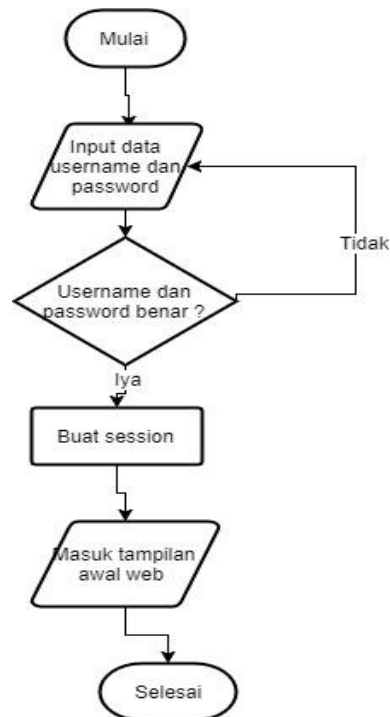 Mulai
Input data
username dan
password
Tidak
Username dan
password benar ?
Iya
Buat session
Masuk tampilan
awal web
Selesai